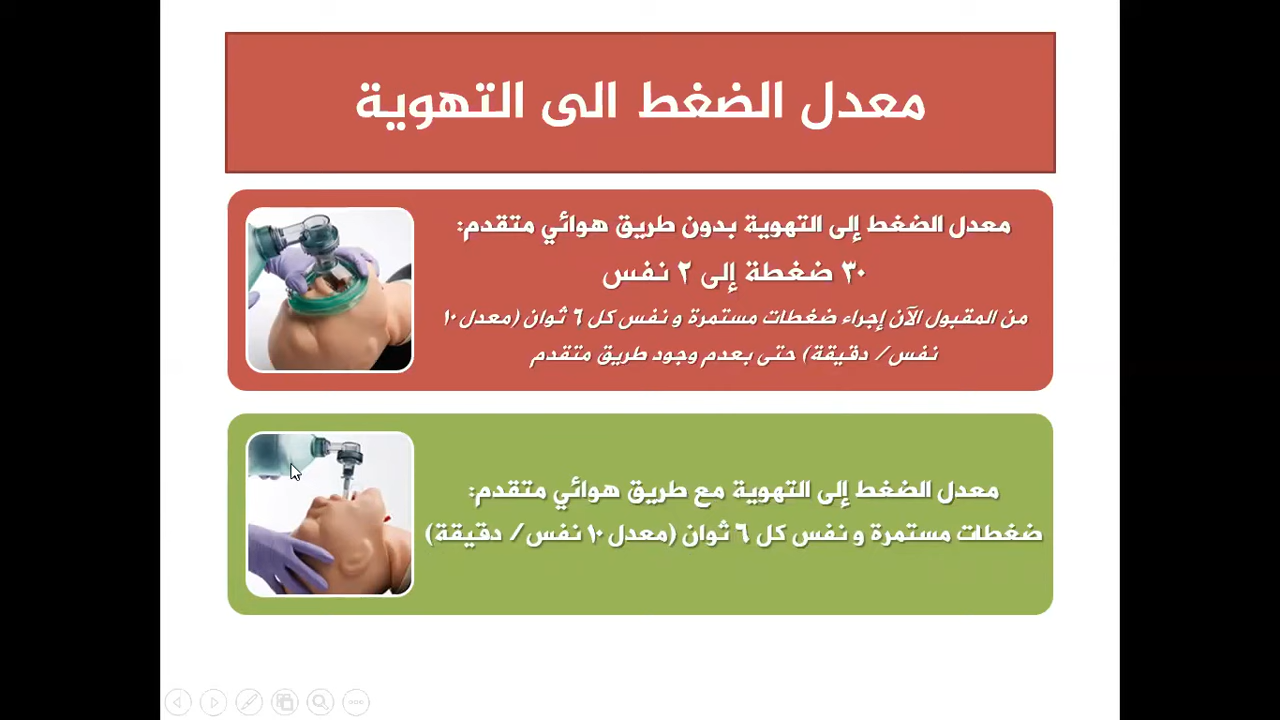 معدل الضغط الى التهوية
معدل الضغط إلى التهوية بدون طريق هوائي متقدم:
٣٠ ضغطة إلى ٢ نفس
من المقبول الآن إجراء ضغطات مستمرة و نفس كل ٦ ثوان (معدل ١٠
نفس/ دقيقة) حتى بعدم وجود طريق متقدم
معدل الضغط إلى التهوية مع طريق هوائي متقدم:
ضغطات مستمرة و نفس كل ٦ ثوان (معدل ١٠ نفس/ دقيقة)